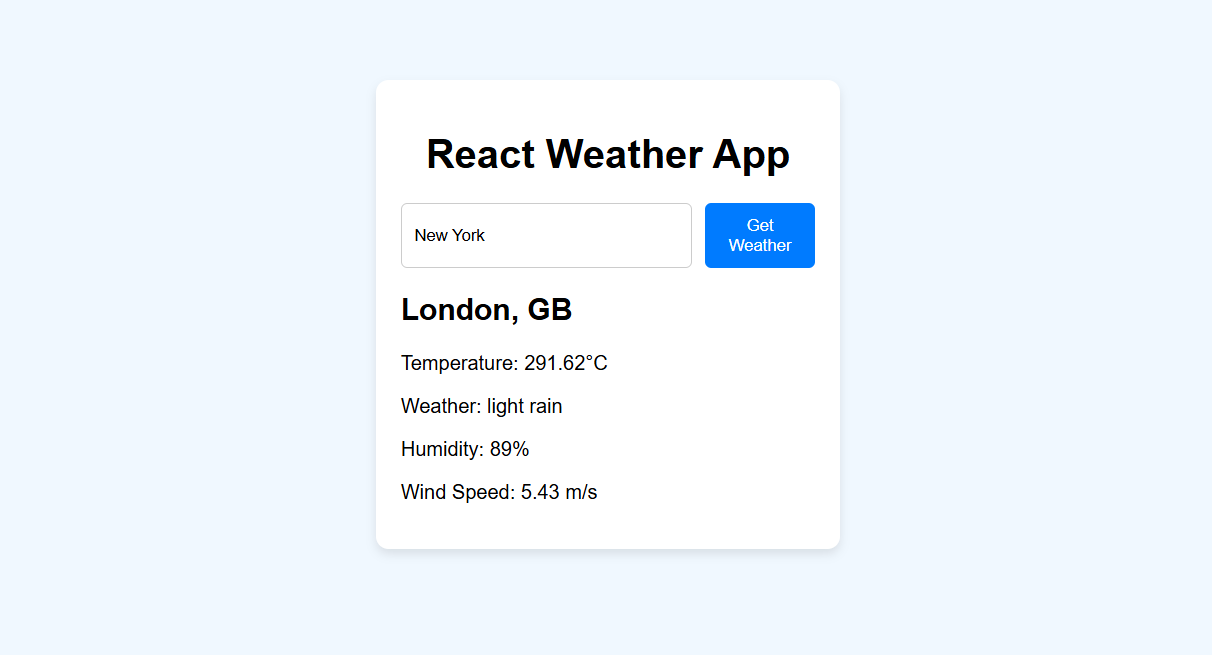 React Weather App
New York
Get
Weather
London, GB
Temperature: 291.62°C
Weather: light rain
Humidity: 89%
Wind Speed: 5.43 m/s